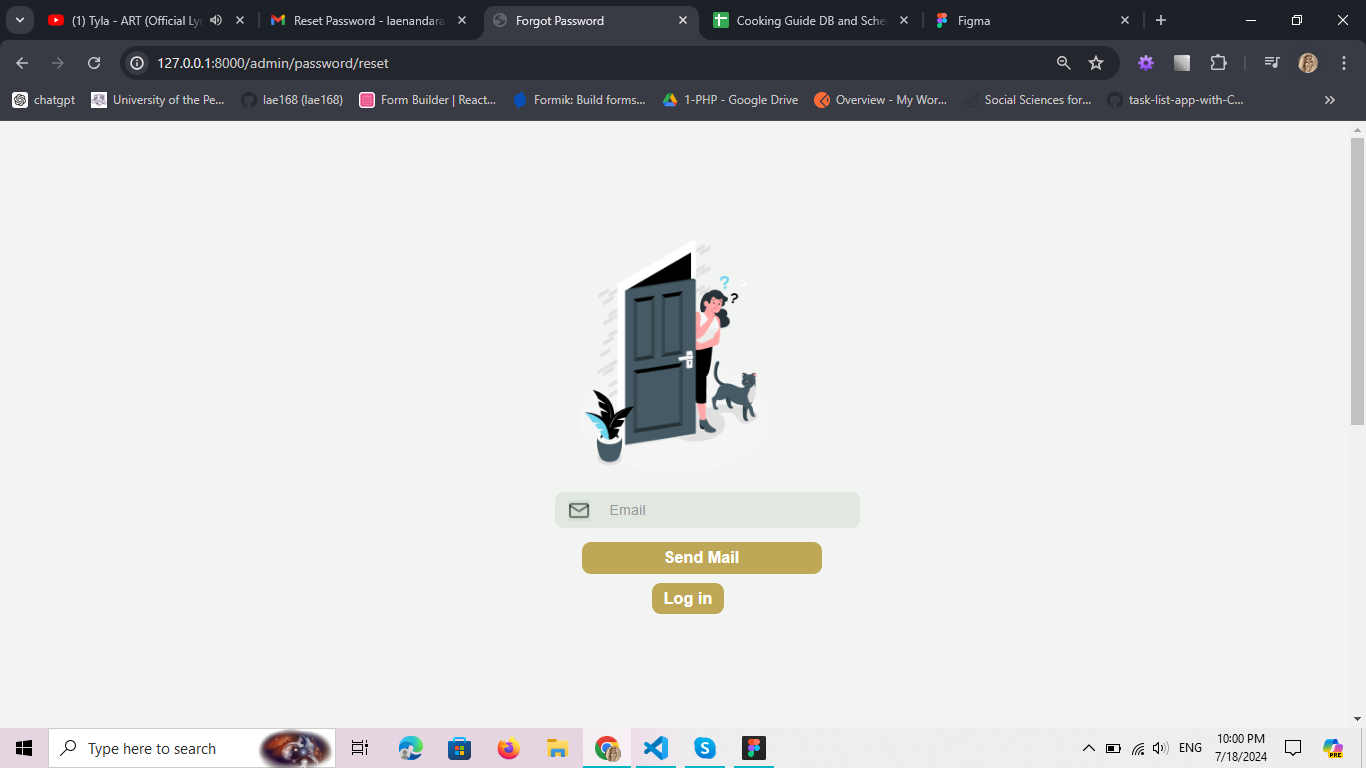 (1) Tyla - ART (Official Ly
Reset Password - laenandara
Forgot Password
Cooking Guide DB and Sche
Figma
127.0.0.1:8000/admin/password/reset
chatgpt
University of the Pe...
lae168 (lae168)
Form Builder | React...
Formik: Build forms...
1-PHP - Google Drive
Overview - My Wor...
Social Sciences for...
task-list-app-with-C...
»
? ?
?
Email
Send Mail
Log in
Type here to search
ENG
10:00 PM
7/18/2024
PRE